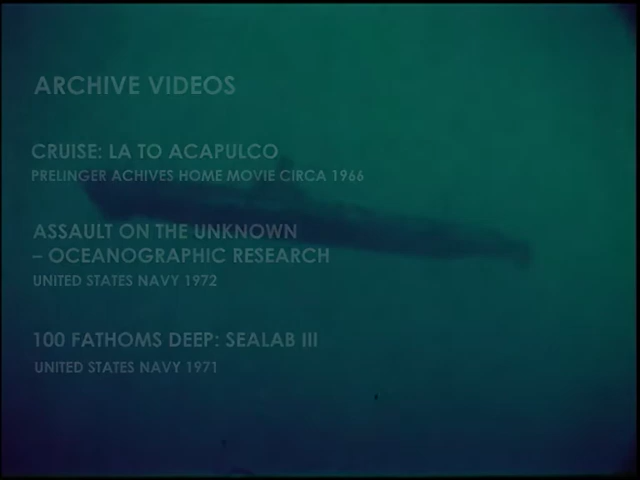 ARCHIVE VIDEOS
CRUISE: LA TO ACAPULCO
PRELINGER ACHIVES HOME MOVIE CIRCA 1966
ASSAULT ON THE UNKNOWN
– OCEANOGRAPHIC RESEARCH
UNITED STATES NAVY 1972
100 FATHOMS DEEP: SEALAB III
UNITED STATES NAVY 1971